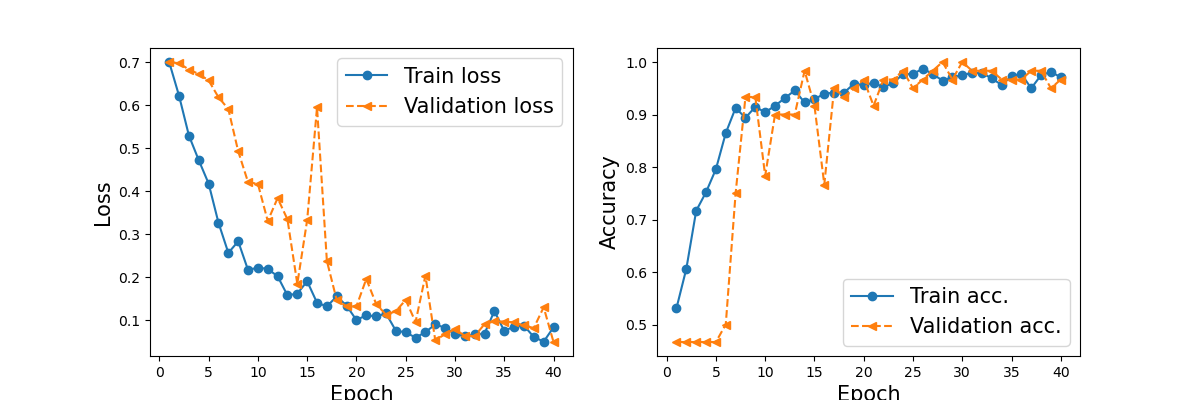 0.7
0.6
0.5
0.4
0.3
0.2
0.1
Loss
0 5 10 15 20 25 30 35 40
Epoch
Train loss
Validation loss
1.0
0.9
0.8
0.7
0.6
0.5
Accuracy
0 5 10 15 20 25 30 35 40
Epoch
Train acc.
Validation acc.